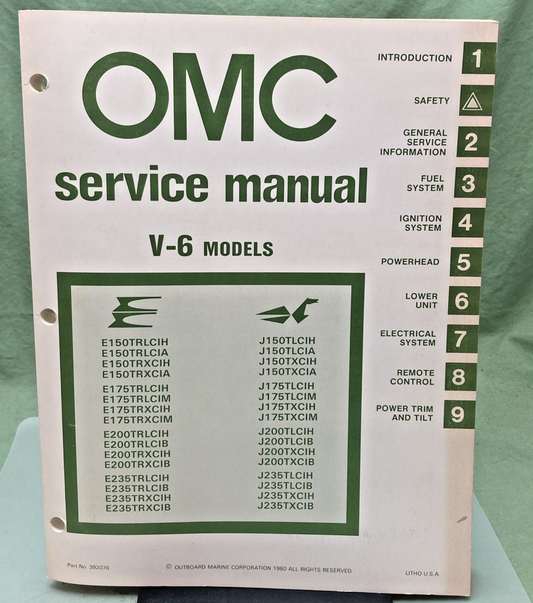 OMC
service manual
V-6 MODELS
E150TRLCIH
E150TRLCIA
E150TRXCIH
E150TRXCIA
E175TRLCIH
E175TRLCIM
E175TRXCIH
E175TRXCIM
E200TRLCIH
E200TRLCIB
E200TRXCIH
E200TRXCIB
E235TRLCIH
E235TRLCIB
E235TRXCIH
E235TRXCIB
J150TLCIH
J150TLCIA
J150TXCIH
J150TXCIA
J175TLCIH
J175TLCIM
J175TXCIH
J175TXCIM
J200TLCIH
J200TLCIB
J200TXCIH
J200TXCIB
J235TLCIH
J235TLCIB
J235TXCIH
J235TXCIB
INTRODUCTION 1
SAFETY
GENERAL
SERVICE 2
INFORMATION
FUEL 3
SYSTEM
IGNITION 4
SYSTEM
POWERHEAD 5
LOWER 6
UNIT
ELECTRICAL 7
SYSTEM
REMOTE 8
CONTROL
POWER TRIM 9
AND TILT
Part No. 392076
© OUTBOARD MARINE CORPORATION 1980 ALL RIGHTS RESERVED
LITHO U.S.A.